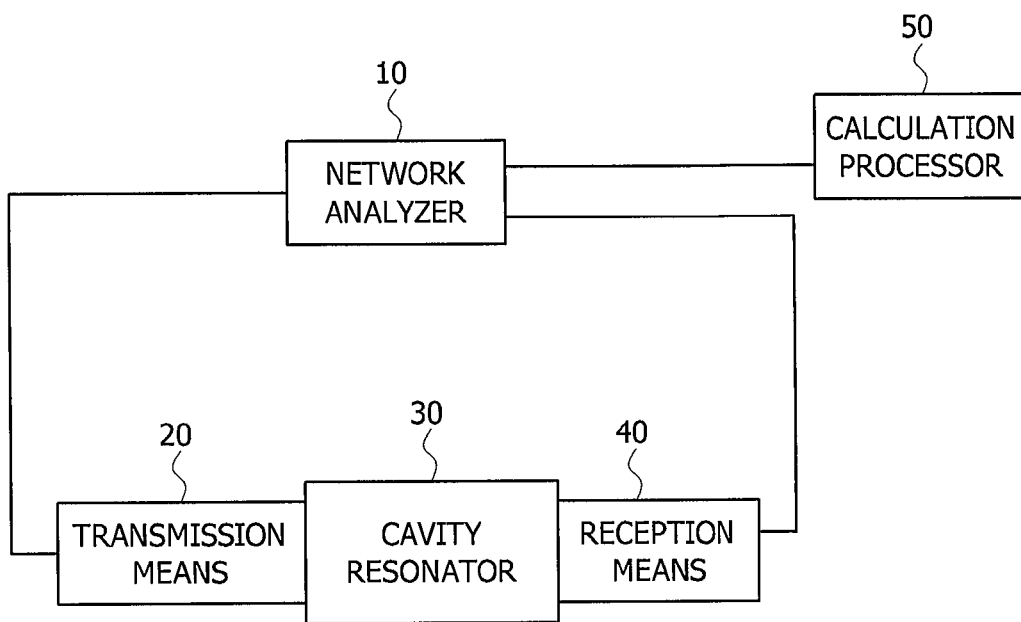 50
CALCULATION
PROCESSOR
10
NETWORK
ANALYZER
20
TRANSMISSION
MEANS
30
CAVITY
RESONATOR
40
RECEPTION
MEANS